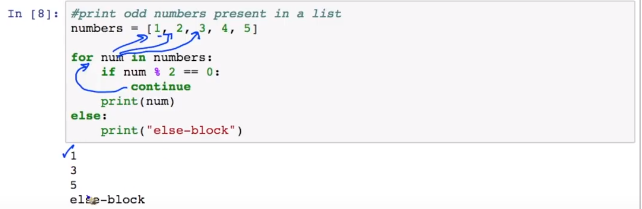 In [8]: #print odd numbers present in a list
numbers = [1, 2, 3, 4, 5]
for num in numbers:
    if num % 2 == 0:
        continue
    print(num)
else:
    print("else-block")
1
3
5
else-block